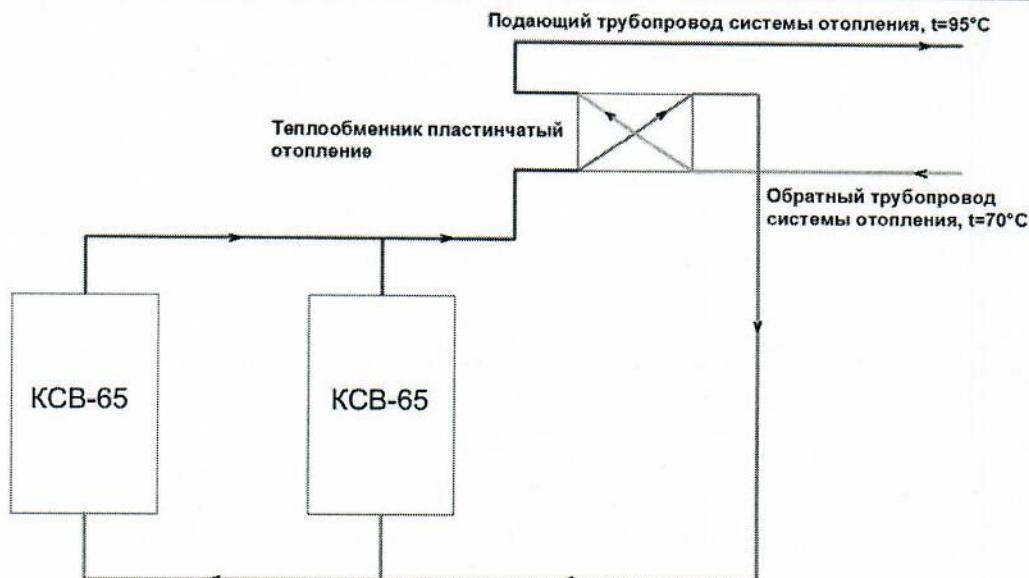 Подающий трубопровод системы отопления, t=95°C
Теплообменник пластинчатый
отопление
Обратный трубопровод
системы отопления, t=70°C
КСВ-65
КСВ-65